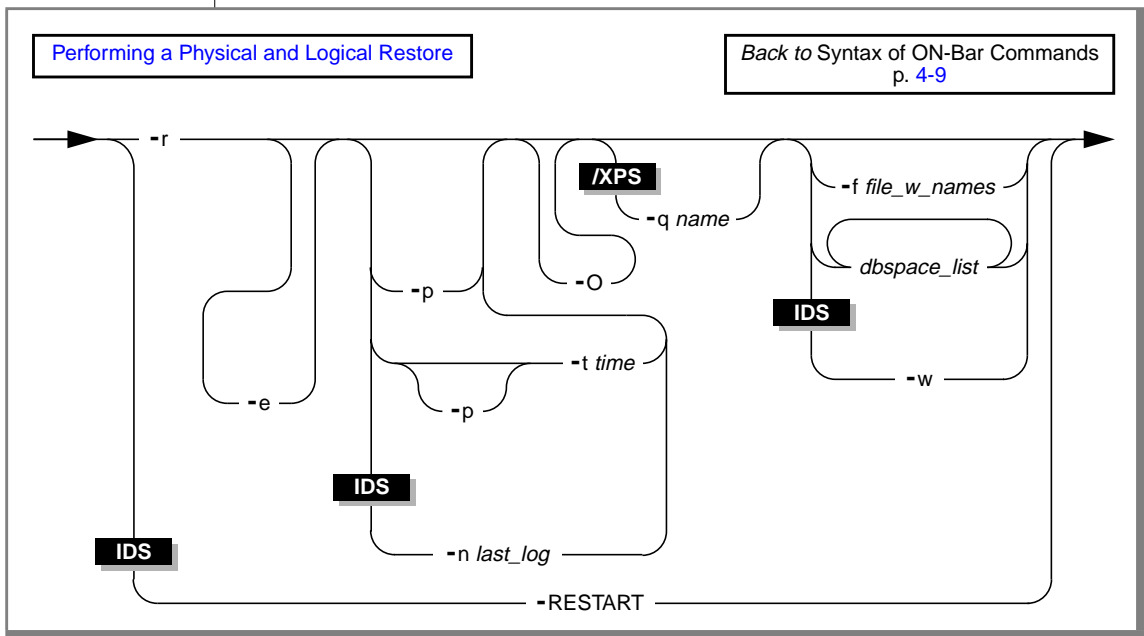 Performing a Physical and Logical Restore
Back to Syntax of ON-Bar Commands
p. 4-9
-r
/XPS
-f file_w_names
-q name
dbspace_list
-p
-O
IDS
-t time
-w
-e
-p
IDS
IDS
-n last_log
-RESTART